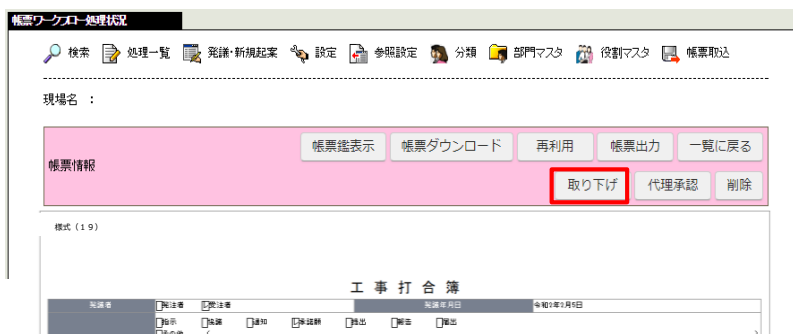 帳票ワークフロー処理状況
検索 処理一覧 発議・新規起案 設定 参照設定 分類 部門マスタ 役割マスタ 帳票取込
現場名 ：
帳票情報
帳票鑑表示 帳票ダウンロード 再利用 帳票出力 一覧に戻る
取り下げ 代理承認 削除
様式（１９）
工 事 打 合 簿
発議者 発注者 受注者 発議年月日 令和2年2月5日
指示 協議 通知 承諾願 提出 報告 届出
その他 ( )